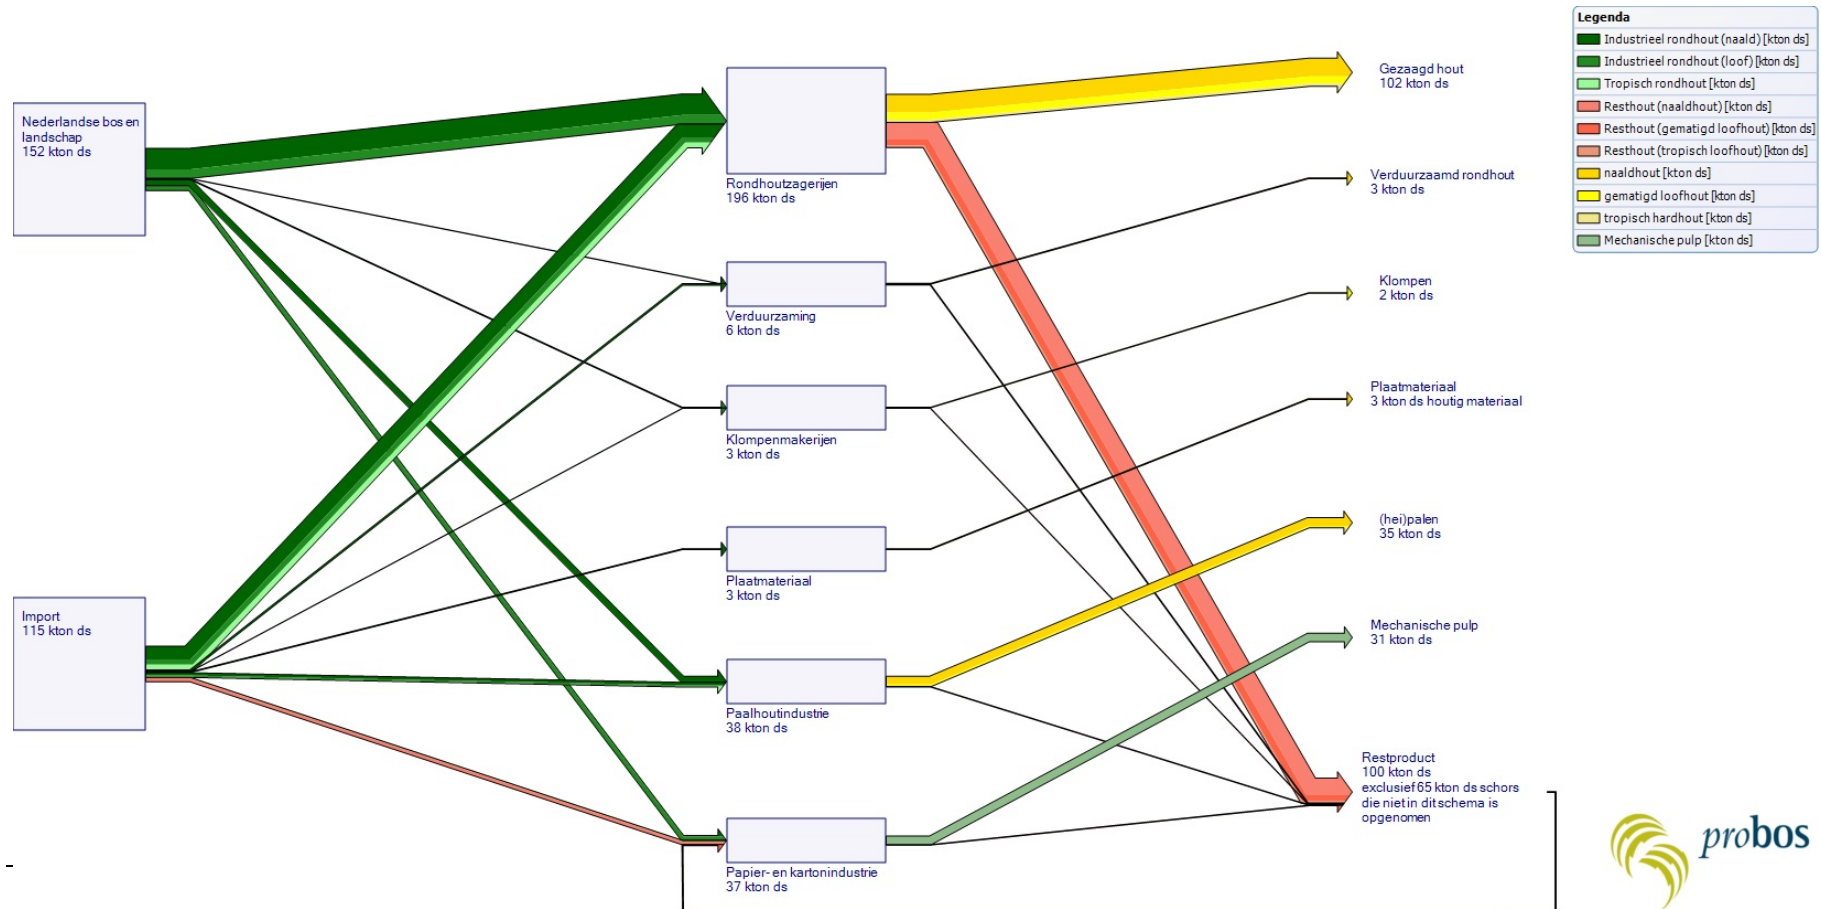 Nederlandse bos en
landschap
152 kton ds
Import
115 kton ds
Rondhoutzagerijen
196 kton ds
Verduurzaming
6 kton ds
Klompenmakerijen
3 kton ds
Plaatmateriaal
3 kton ds
Paalhoutindustrie
38 kton ds
Papier- en kartonindustrie
37 kton ds
Gezaagd hout
102 kton ds
Verduurzaamd rondhout
3 kton ds
Klompen
2 kton ds
Plaatmateriaal
3 kton ds houtig materiaal
(hei)palen
35 kton ds
Mechanische pulp
31 kton ds
Restproduct
100 kton ds
exclusief 65 kton ds schors
die niet in dit schema is
opgenomen
Legenda
Industrieel rondhout (naald) [kton ds]
Industrieel rondhout (loof) [kton ds]
Tropisch rondhout [kton ds]
Resthout (naaldhout) [kton ds]
Resthout (gematigd loofhout) [kton ds]
Resthout (tropisch loofhout) [kton ds]
naaldhout [kton ds]
gematigd loofhout [kton ds]
tropisch hardhout [kton ds]
Mechanische pulp [kton ds]
probos